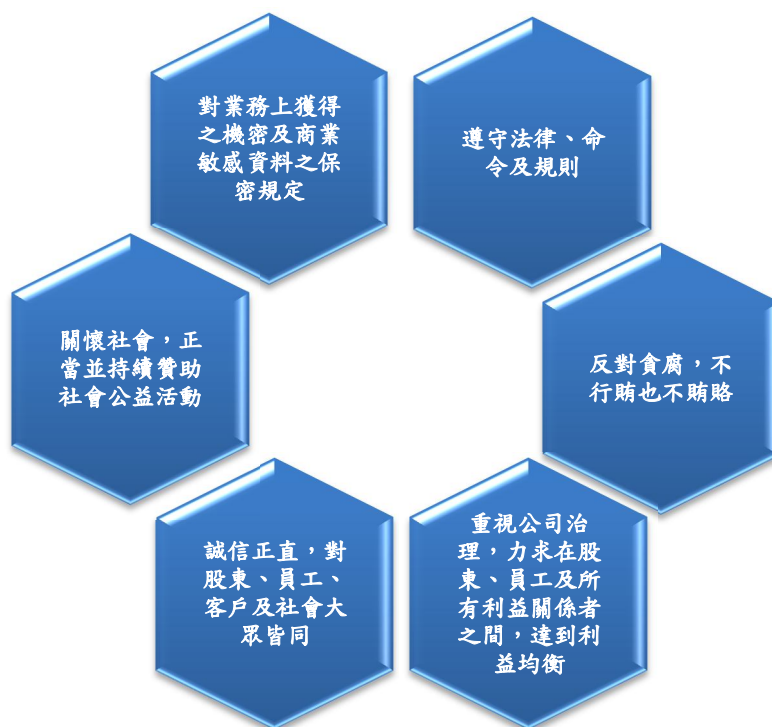 對業務上獲得
之機密及商業
敏感資料之保
密規定
遵守法律、命
令及規則
關懷社會，正
當並持續贊助
社會公益活動
反對貪腐，不
行賄也不賄賂
誠信正直，對
股東、員工、
客戶及社會大
眾皆同
重視公司治
理，力求在股
東、員工及所
有利益關係者
之間，達到利
益均衡